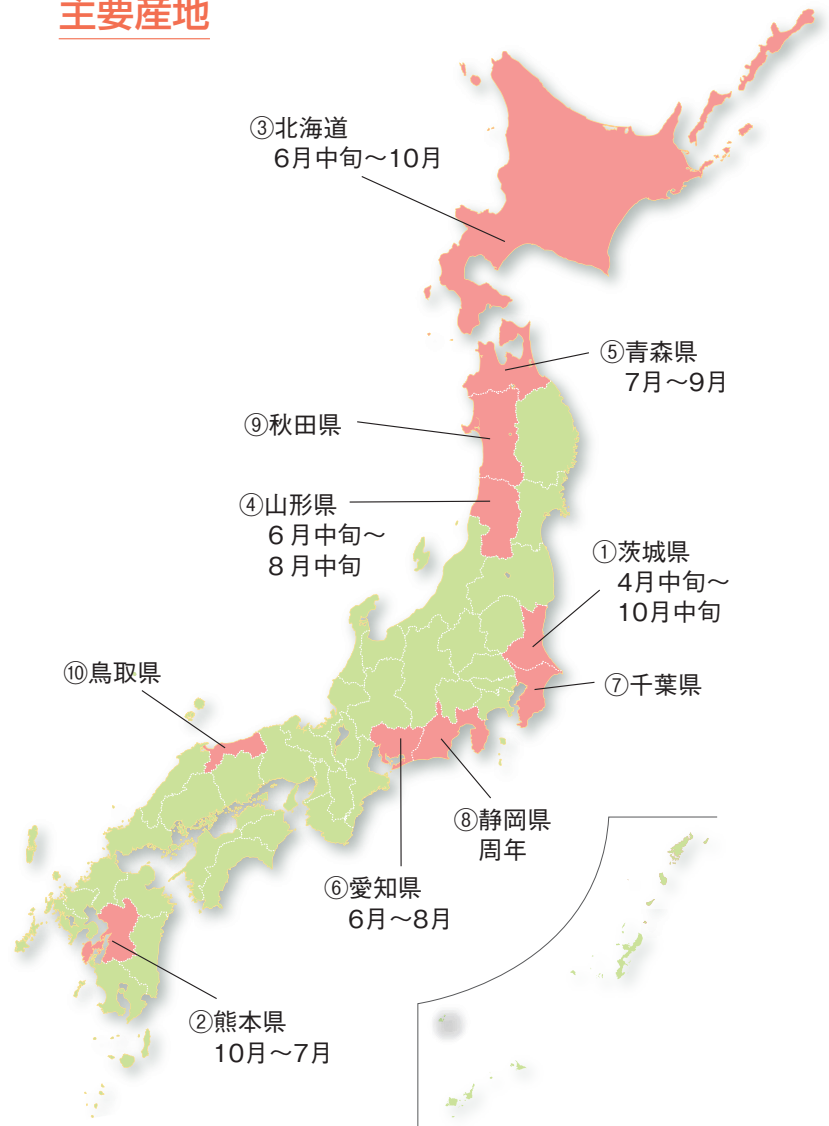 主要産地
③北海道
6月中旬～10月
⑤青森県
7月～9月
⑨秋田県
④山形県
6月中旬～
8月中旬
①茨城県
4月中旬～
10月中旬
⑩鳥取県
⑦千葉県
⑧静岡県
周年
⑥愛知県
6月～8月
②熊本県
10月～7月